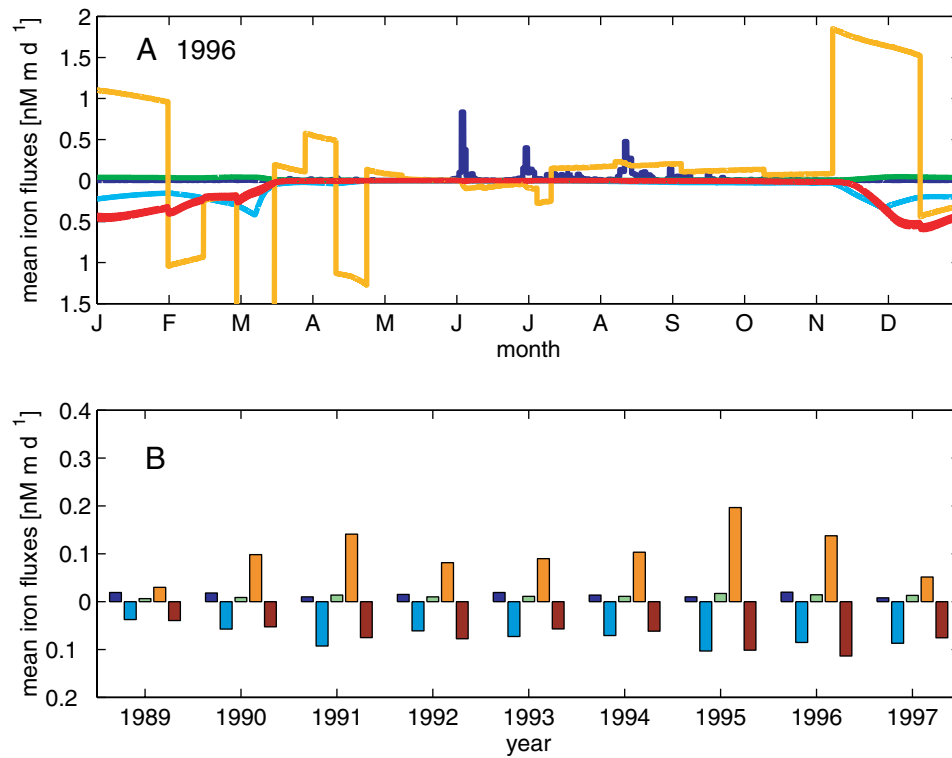 A 1996
mean iron fluxes [nM m d ¹]
2
1.5
1
0.5
0
0.5
1
1.5
J F M A M J J A S O N D
month
B
mean iron fluxes [nM m d ¹]
0.4
0.3
0.2
0.1
0
0.1
0.2
1989 1990 1991 1992 1993 1994 1995 1996 1997
year